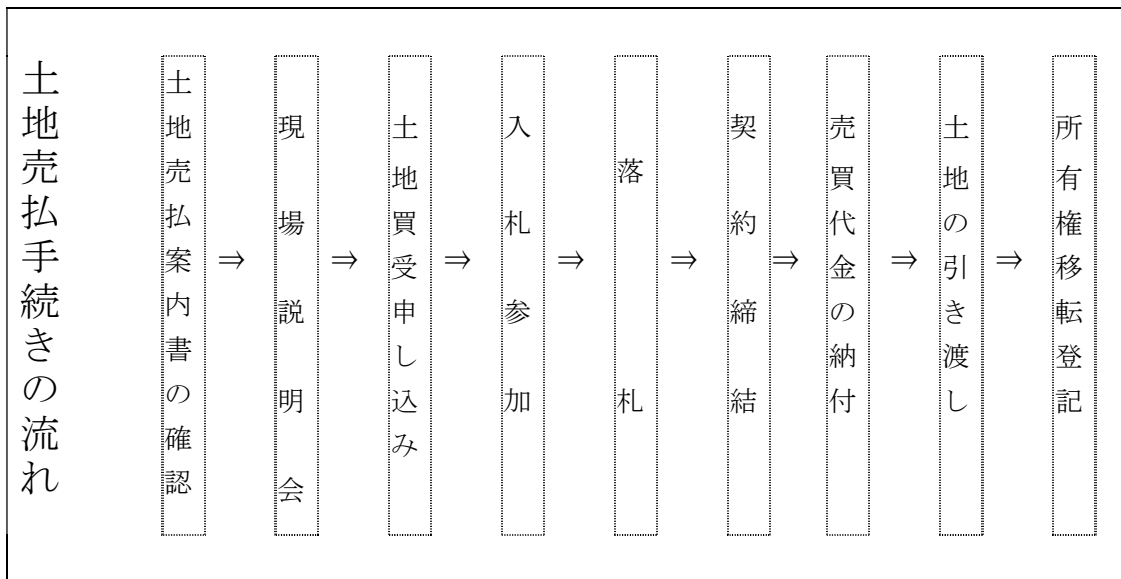 土地売払手続きの流れ
土地売払案内書の確認
⇒
現場説明会
⇒
土地買受申し込み
⇒
入札参加
⇒
落札
⇒
契約締結
⇒
売買代金の納付
⇒
土地の引き渡し
⇒
所有権移転登記